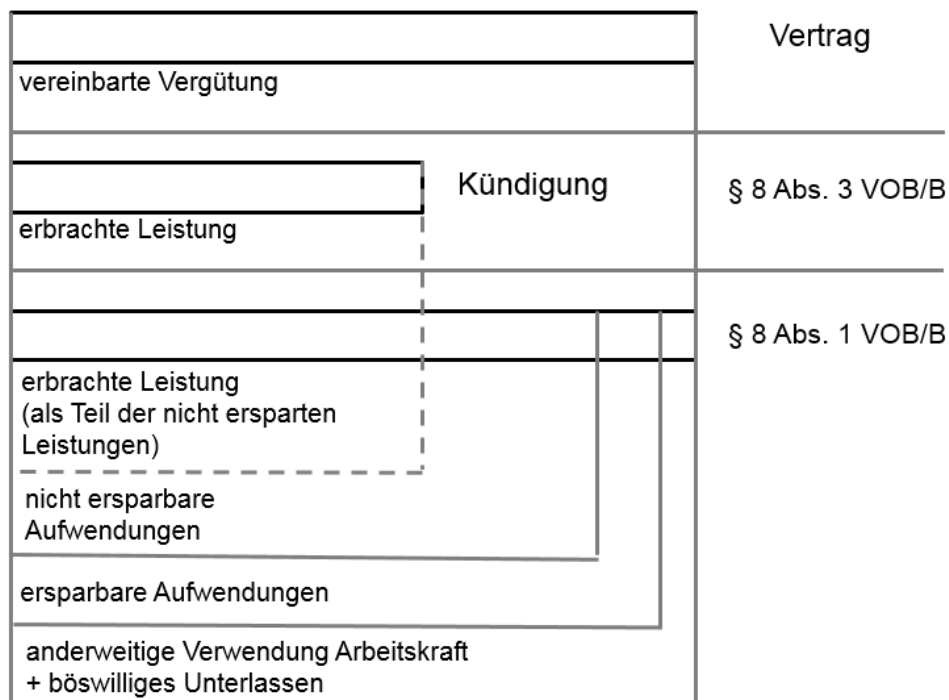 Vertrag
vereinbarte Vergütung
Kündigung
§ 8 Abs. 3 VOB/B
erbrachte Leistung
§ 8 Abs. 1 VOB/B
erbrachte Leistung
(als Teil der nicht ersparten
Leistungen)
nicht ersparbare
Aufwendungen
ersparbare Aufwendungen
anderweitige Verwendung Arbeitskraft
+ böswilliges Unterlassen